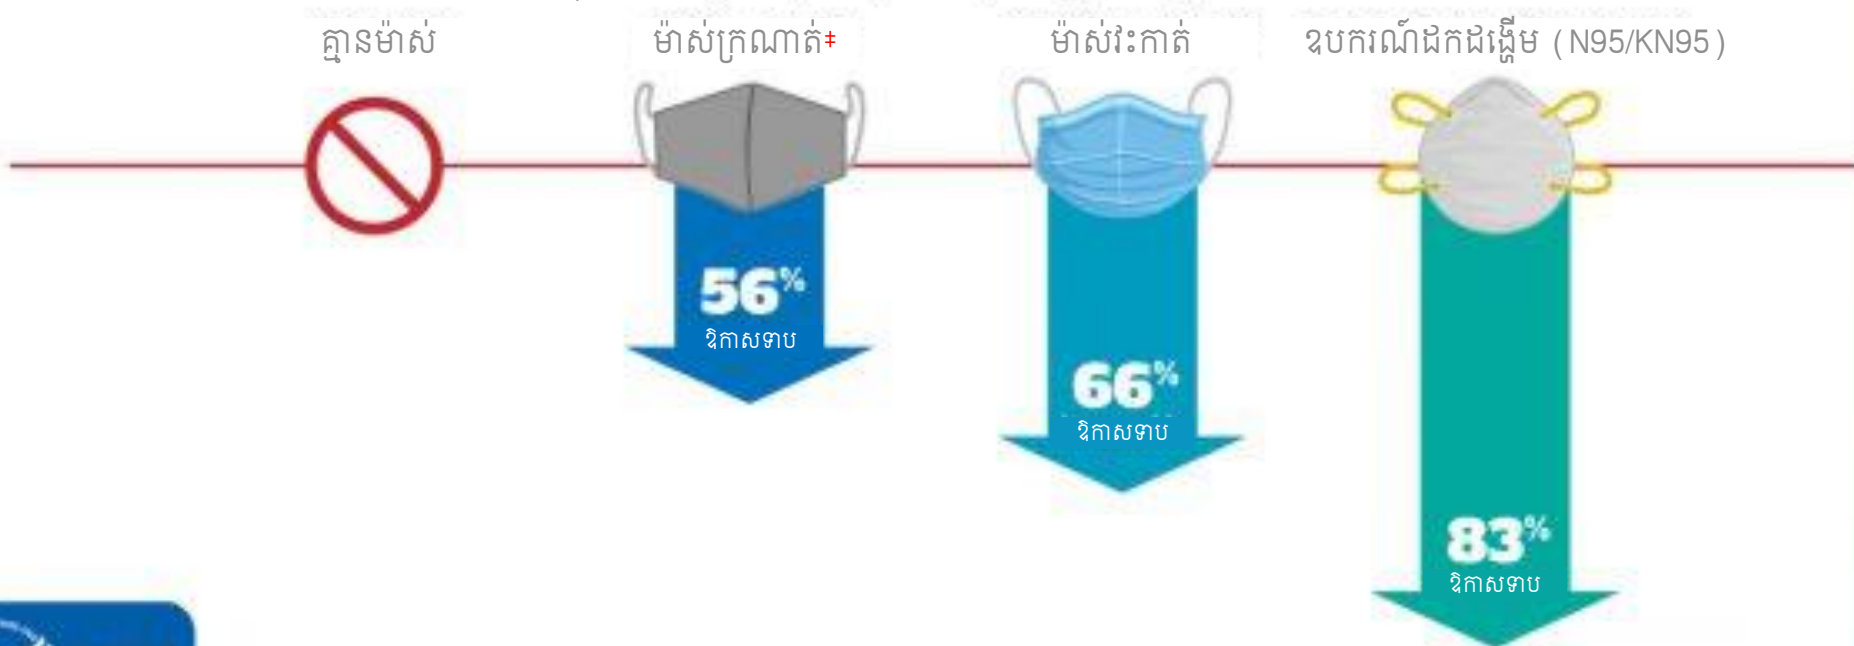 គ្មានម៉ាស់
ម៉ាស់ក្រណាត់‡
ម៉ាស់វះកាត់
ឧបករណ៍ដកដង្ហើម (N95/KN95)
56%
ឱកាសទាប
66%
ឱកាសទាប
83%
ឱកាសទាប